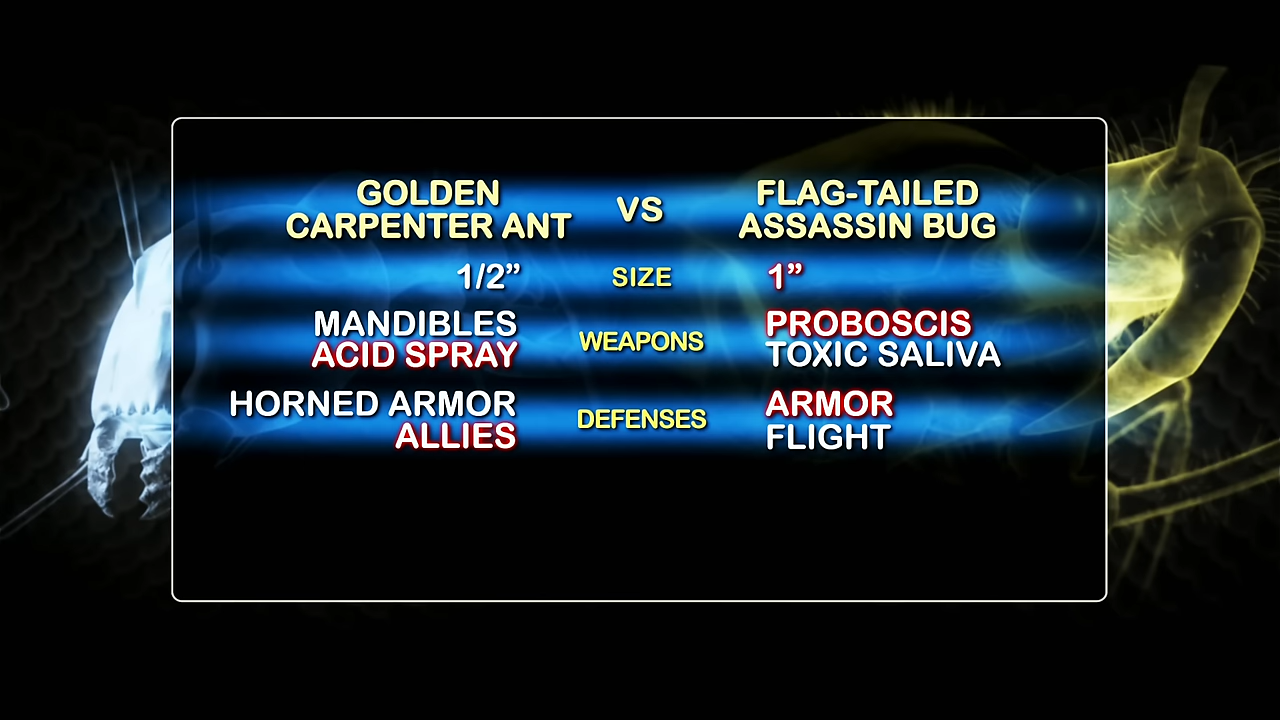 GOLDEN
CARPENTER ANT
VS
FLAG-TAILED
ASSASSIN BUG
1/2”
SIZE
1”
MANDIBLES
ACID SPRAY
WEAPONS
PROBOSCIS
TOXIC SALIVA
HORNED ARMOR
ALLIES
DEFENSES
ARMOR
FLIGHT